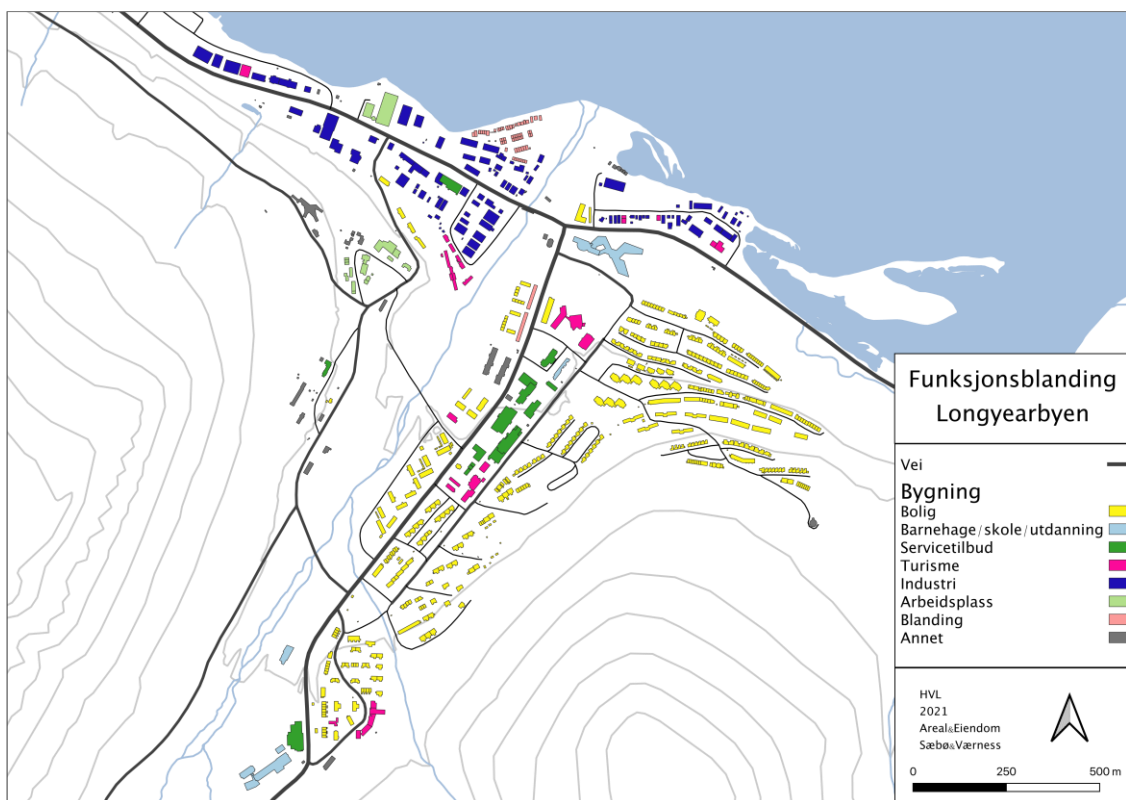 Funksjonsblanding
Longyearbyen
Vei
Bygning
Bolig
Barnehage/skole/utdanning
Servicetilbud
Turisme
Industri
Arbeidsplass
Blanding
Annet
HVL
2021
Areal&Eiendom
Sæbø&Værness
0 250 500 m